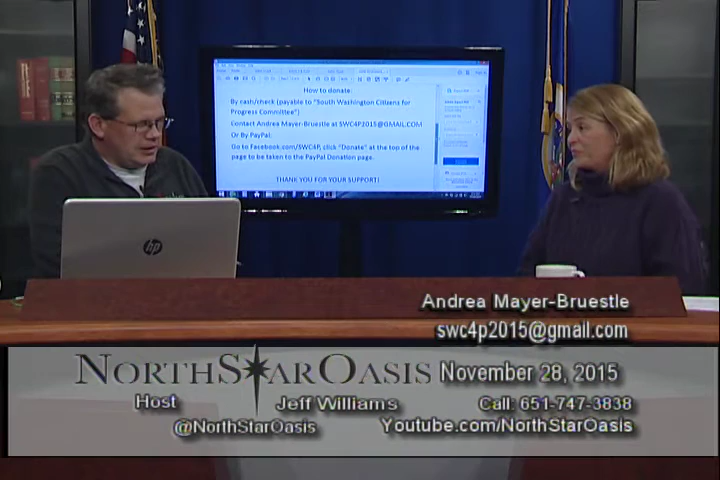 How to donate:
By cash/check (payable to "South Washington Citizens for
Progress Committee")
Contact Andrea Mayer-Bruestle at SWC4P2015@GMAIL.COM
Or By PayPal:
Go to Facebook.com/SWC4P, click "Donate" at the top of the
page to be taken to the PayPal Donation page.
THANK YOU FOR YOUR SUPPORT!
hp
Andrea Mayer-Bruestle
swc4p2015@gmail.com
NORTHSTAROASIS November 28, 2015
Host Jeff Williams Call: 651-747-3838
@NorthStarOasis Youtube.com/NorthStarOasis